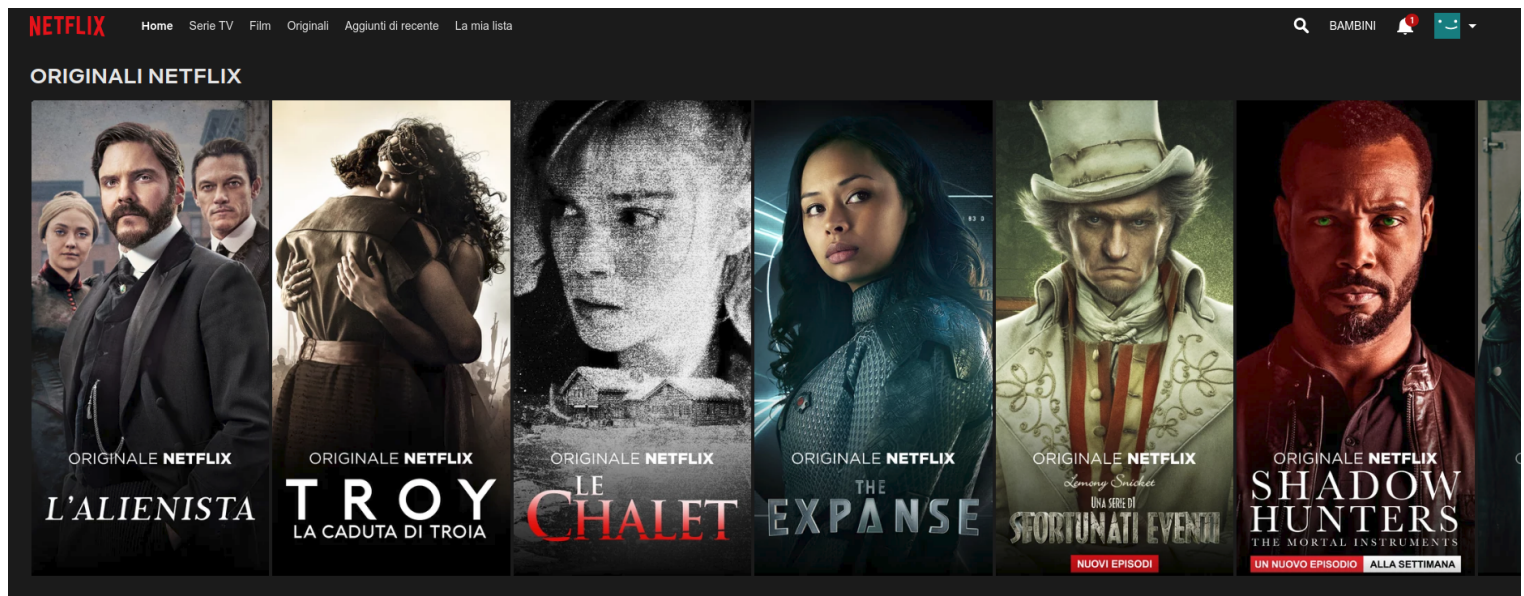 NETFLIX Home Serie TV Film Originali Aggiunti di recente La mia lista BAMBINI 1
ORIGINALI NETFLIX
ORIGINALE NETFLIX
L'ALIENISTA
ORIGINALE NETFLIX
TROY
LA CADUTA DI TROIA
ORIGINALE NETFLIX
LE
CHALET
83 3
ORIGINALE NETFLIX
THE
EXPANSE
ORIGINALE NETFLIX
Lemony Snicket
UNA SERIE DI
SFORTUNATI EVENTI
NUOVI EPISODI
ORIGINALE NETFLIX
SHADOW
HUNTERS
THE MORTAL INSTRUMENTS
UN NUOVO EPISODIO ALLA SETTIMANA